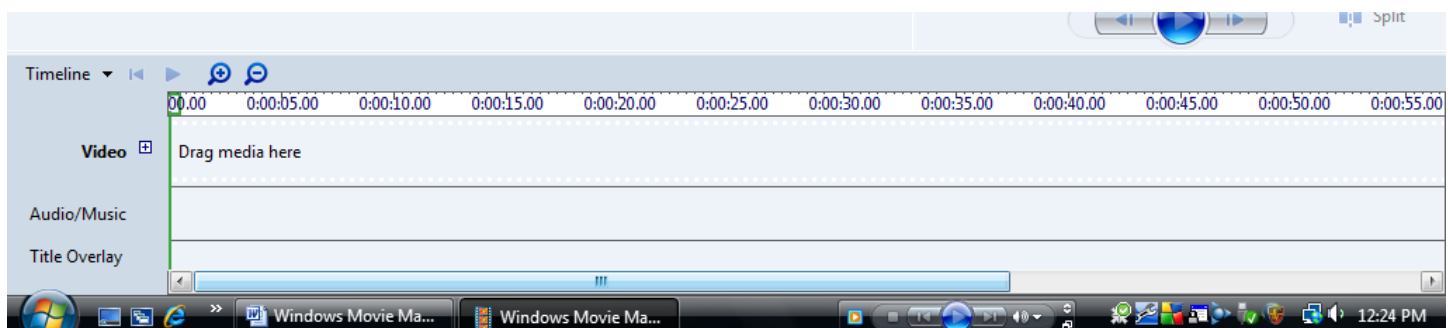 Split
Timeline
00.00 0:00:05.00 0:00:10.00 0:00:15.00 0:00:20.00 0:00:25.00 0:00:30.00 0:00:35.00 0:00:40.00 0:00:45.00 0:00:50.00 0:00:55.00
Video Drag media here
Audio/Music
Title Overlay
» Windows Movie Ma... Windows Movie Ma... 12:24 PM